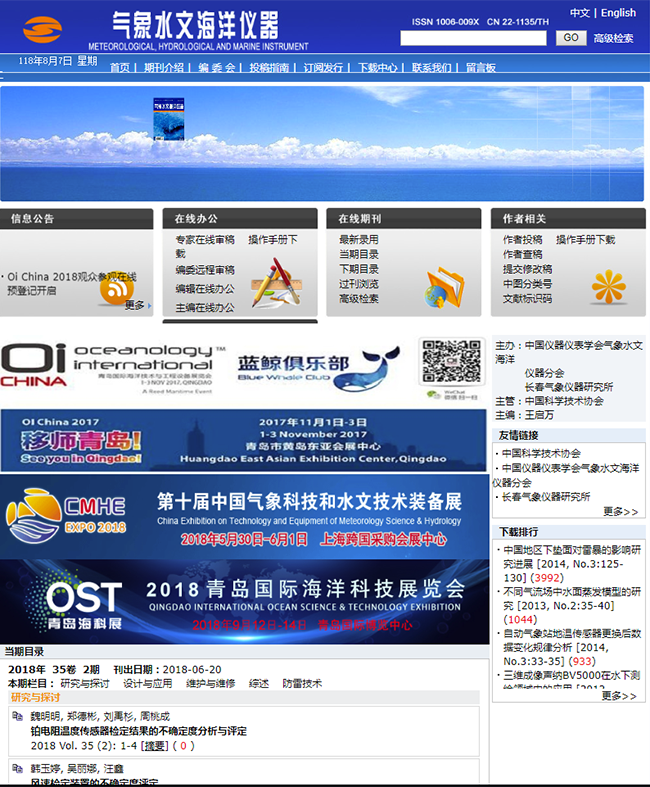 气象水文海洋仪器
METEOROLOGICAL, HYDROLOGICAL AND MARINE INSTRUMENT
ISSN 1006-009X CN 22-1135/TH
中文 | English
GO 高级检索
118年8月7日 星期
首页 | 期刊介绍 | 编 委 会 | 投稿指南 | 订阅发行 | 下载中心 | 联系我们 | 留言板
信息公告
· Oi China 2018观众参观在线
预登记开启
更多
在线办公
专家在线审稿 操作手册下
载
编委远程审稿
编辑在线办公
主编在线办公
在线期刊
最新录用
当期目录
下期目录
过刊浏览
高级检索
作者相关
作者投稿 操作手册下载
作者查稿
提交修改稿
中图分类号
文献标识码
Oi CHINA
oceanology international™
青岛国际海洋技术与工程设备展览会
1-3 NOV 2017, QINGDAO
A Reed Marine Event
蓝鲸俱乐部
Blue Whale Club
WeChat
微信 扫一扫
OI CHINA 2017
移师青岛!
See you in Qingdao!
2017年11月1日-3日
1-3 November 2017
青岛市黄岛东亚会展中心
Huangdao East Asian Exhibition Center,Qingdao
CMHE
EXPO 2018
第十届中国气象科技和水文技术装备展
China Exhibition on Technology and Equipment of Meteorology Science & Hydrology
2018年5月30日-6月1日 上海跨国采购会展中心
OST
青岛海科展
2018 青岛国际海洋科技展览会
QINGDAO INTERNATIONAL OCEAN SCIENCE & TECHNOLOGY EXHIBITION
2018年9月12日-14日 青岛国际博览中心
主办：中国仪器仪表学会气象水文
海洋
仪器分会
长春气象仪器研究所
主管：中国科学技术协会
主编：王启万
友情链接
· 中国科学技术协会
· 中国仪器仪表学会气象水文海洋
仪器分会
· 长春气象仪器研究所
更多>>
下载排行
· 中国地区下垫面对雷暴的影响研
究进展 [2014, No.3:125-
130] (3992)
· 不同气流场中水面蒸发模型的研
究 [2013, No.2:35-40]
(1044)
· 自动气象站地温传感器更换后数
据变化规律分析 [2014,
No.3:33-35] (933)
· 三维成像声纳BV5000在水下测
更多>>
当期目录
2018年 35卷 2期 刊出日期：2018-06-20
本期栏目： 研究与探讨 设计与应用 维护与维修 综述 防雷技术
研究与探讨
魏明明, 郑德彬, 刘禹杉, 周桃成
铂电阻温度传感器检定结果的不确定度分析与评定
2018 Vol. 35 (2): 1-4 [摘要] ( 0 )
韩玉婷, 吴丽娜, 汪鑫
风速检定装置的不确定度评定